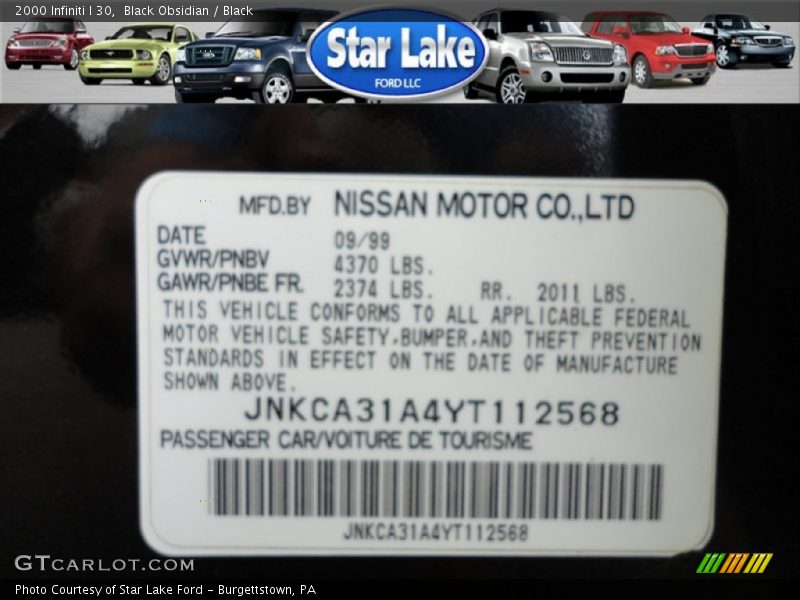 2000 Infiniti I 30, Black Obsidian / Black
Star Lake
FORD LLC
MFD.BY NISSAN MOTOR CO.,LTD
DATE 09/99
GVWR/PNBV 4370 LBS.
GAWR/PNBE FR. 2374 LBS. RR. 2011 LBS.
THIS VEHICLE CONFORMS TO ALL APPLICABLE FEDERAL
MOTOR VEHICLE SAFETY,BUMPER,AND THEFT PREVENTION
STANDARDS IN EFFECT ON THE DATE OF MANUFACTURE
SHOWN ABOVE.
JNKCA31A4YT112568
PASSENGER CAR/VOITURE DE TOURISME
JNKCA31A4YT112568
GTCARLOT.COM
Photo Courtesy of Star Lake Ford - Burgettstown, PA